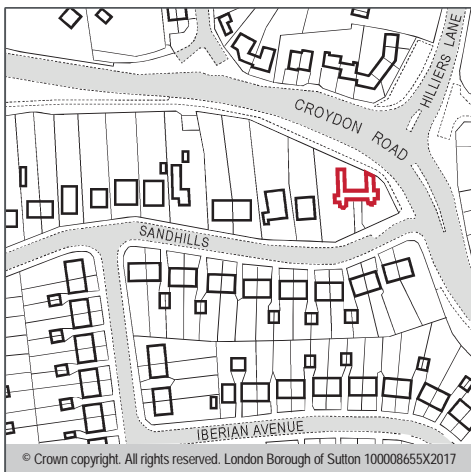 HILLIERS LANE
CROYDON ROAD
SANDHILLS
IBERIAN AVENUE
© Crown copyright. All rights reserved. London Borough of Sutton 100008655X2017